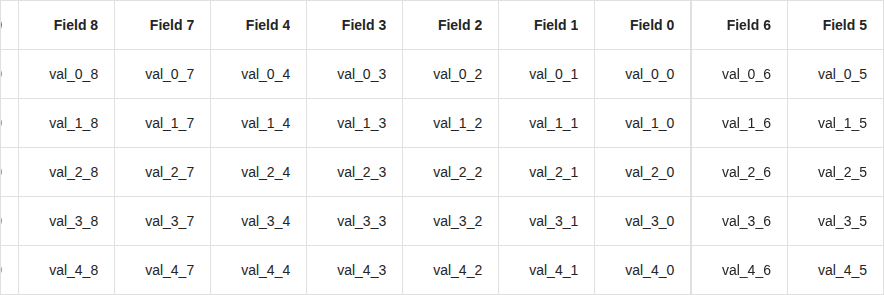 Field 8 Field 7 Field 4 Field 3 Field 2 Field 1 Field 0 Field 6 Field 5
val_0_8 val_0_7 val_0_4 val_0_3 val_0_2 val_0_1 val_0_0 val_0_6 val_0_5
val_1_8 val_1_7 val_1_4 val_1_3 val_1_2 val_1_1 val_1_0 val_1_6 val_1_5
val_2_8 val_2_7 val_2_4 val_2_3 val_2_2 val_2_1 val_2_0 val_2_6 val_2_5
val_3_8 val_3_7 val_3_4 val_3_3 val_3_2 val_3_1 val_3_0 val_3_6 val_3_5
val_4_8 val_4_7 val_4_4 val_4_3 val_4_2 val_4_1 val_4_0 val_4_6 val_4_5